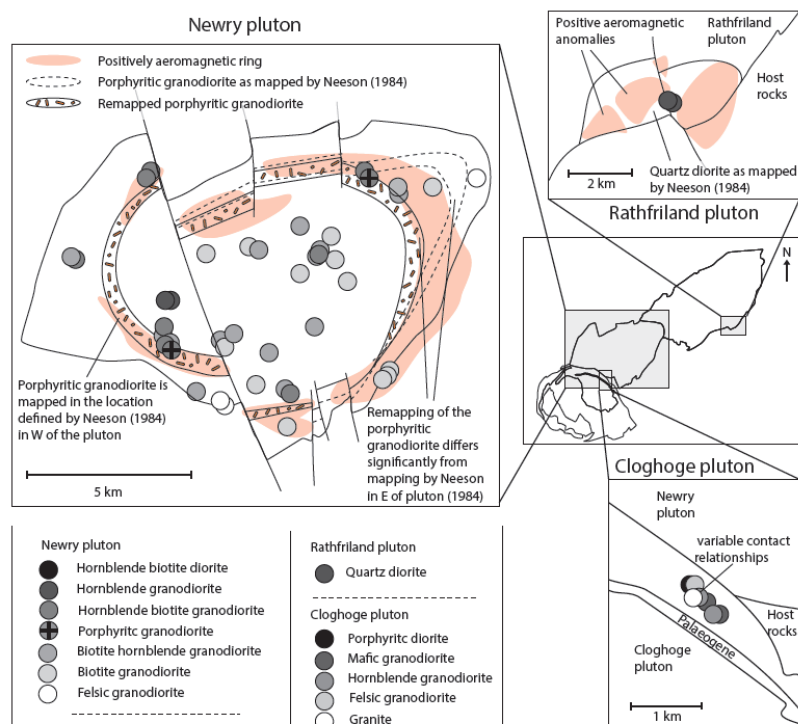 Newry pluton
Positively aeromagnetic ring
Porphyritic granodiorite as mapped by Neeson (1984)
Remapped porphyritic granodiorite
Porphyritic granodiorite is
mapped in the location
defined by Neeson (1984)
in W of the pluton
5 km
Remapping of the
porphyritic
granodiorite differs
significantly from
mapping by Neeson
in E of pluton (1984)
Positive aeromagnetic
anomalies
Rathfriland
pluton
Host
rocks
2 km
Quartz diorite as mapped
by Neeson (1984)
Rathfriland pluton
N
Cloghoge pluton
Newry
pluton
variable contact
relationships
Host
rocks
Palaeogene
Cloghoge
pluton
1 km
Newry pluton
Hornblende biotite diorite
Hornblende granodiorite
Hornblende biotite granodiorite
Porphyritc granodiorite
Biotite hornblende granodiorite
Biotite granodiorite
Felsic granodiorite
Rathfriland pluton
Quartz diorite
Cloghoge pluton
Porphyritc diorite
Mafic granodiorite
Hornblende granodiorite
Felsic granodiorite
Granite